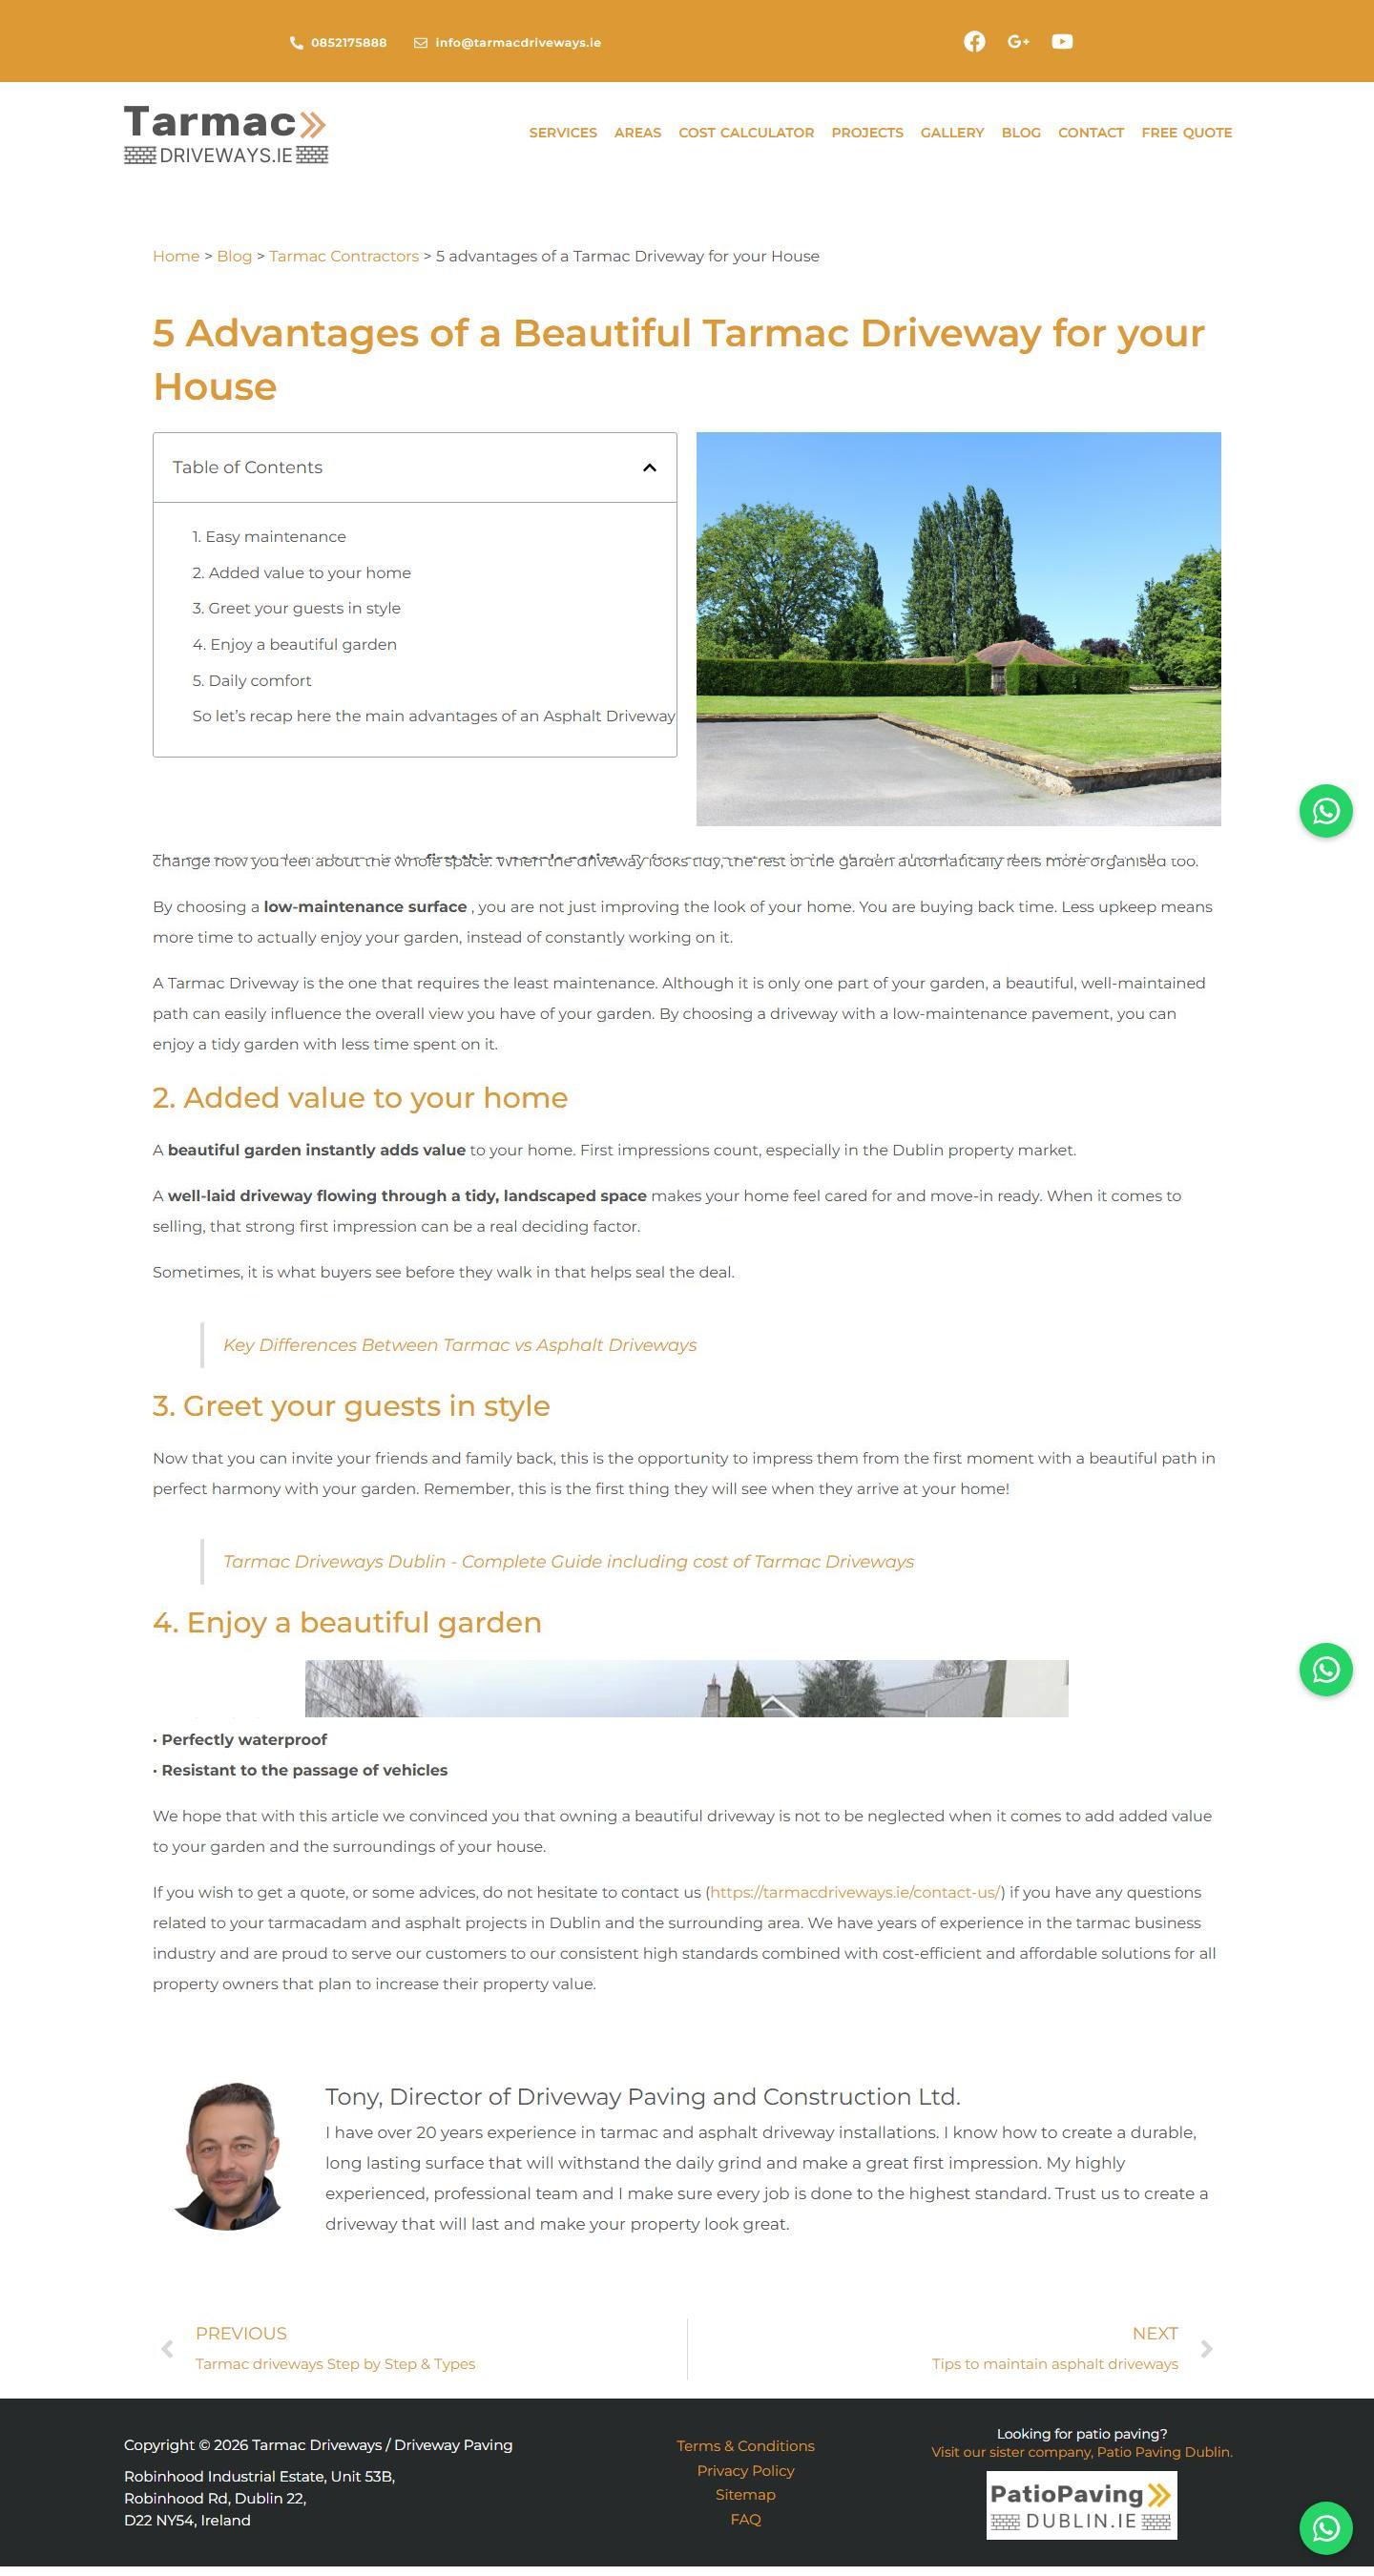 0852175888 info@tarmacdriveways.ie
Tarmac
DRIVEWAYS.IE
SERVICES AREAS COST CALCULATOR PROJECTS GALLERY BLOG CONTACT FREE QUOTE
Home > Blog > Tarmac Contractors > 5 advantages of a Tarmac Driveway for your House
5 Advantages of a Beautiful Tarmac Driveway for your
House
Table of Contents
1. Easy maintenance
2. Added value to your home
3. Greet your guests in style
4. Enjoy a beautiful garden
5. Daily comfort
So let's recap here the main advantages of an Asphalt Driveway
change how you feel about the whole space. When the driveway looks tidy, the rest of the garden automatically feels more organised too.
By choosing a low-maintenance surface , you are not just improving the look of your home. You are buying back time. Less upkeep means
more time to actually enjoy your garden, instead of constantly working on it.
A Tarmac Driveway is the one that requires the least maintenance. Although it is only one part of your garden, a beautiful, well-maintained
path can easily influence the overall view you have of your garden. By choosing a driveway with a low-maintenance pavement, you can
enjoy a tidy garden with less time spent on it.
2. Added value to your home
A beautiful garden instantly adds value to your home. First impressions count, especially in the Dublin property market.
A well-laid driveway flowing through a tidy, landscaped space makes your home feel cared for and move-in ready. When it comes to
selling, that strong first impression can be a real deciding factor.
Sometimes, it is what buyers see before they walk in that helps seal the deal.
Key Differences Between Tarmac vs Asphalt Driveways
3. Greet your guests in style
Now that you can invite your friends and family back, this is the opportunity to impress them from the first moment with a beautiful path in
perfect harmony with your garden. Remember, this is the first thing they will see when they arrive at your home!
Tarmac Driveways Dublin - Complete Guide including cost of Tarmac Driveways
4. Enjoy a beautiful garden
• Perfectly waterproof
• Resistant to the passage of vehicles
We hope that with this article we convinced you that owning a beautiful driveway is not to be neglected when it comes to add added value
to your garden and the surroundings of your house.
If you wish to get a quote, or some advices, do not hesitate to contact us (https://tarmacdriveways.ie/contact-us/) if you have any questions
related to your tarmacadam and asphalt projects in Dublin and the surrounding area. We have years of experience in the tarmac business
industry and are proud to serve our customers to our consistent high standards combined with cost-efficient and affordable solutions for all
property owners that plan to increase their property value.
Tony, Director of Driveway Paving and Construction Ltd.
I have over 20 years experience in tarmac and asphalt driveway installations. I know how to create a durable,
long lasting surface that will withstand the daily grind and make a great first impression. My highly
experienced, professional team and I make sure every job is done to the highest standard. Trust us to create a
driveway that will last and make your property look great.
PREVIOUS
Tarmac driveways Step by Step & Types
NEXT
Tips to maintain asphalt driveways
Copyright © 2026 Tarmac Driveways / Driveway Paving
Robinhood Industrial Estate, Unit 53B,
Robinhood Rd, Dublin 22,
D22 NY54, Ireland
Terms & Conditions
Privacy Policy
Sitemap
FAQ
Looking for patio paving?
Visit our sister company, Patio Paving Dublin.
PatioPaving
DUBLIN.IE